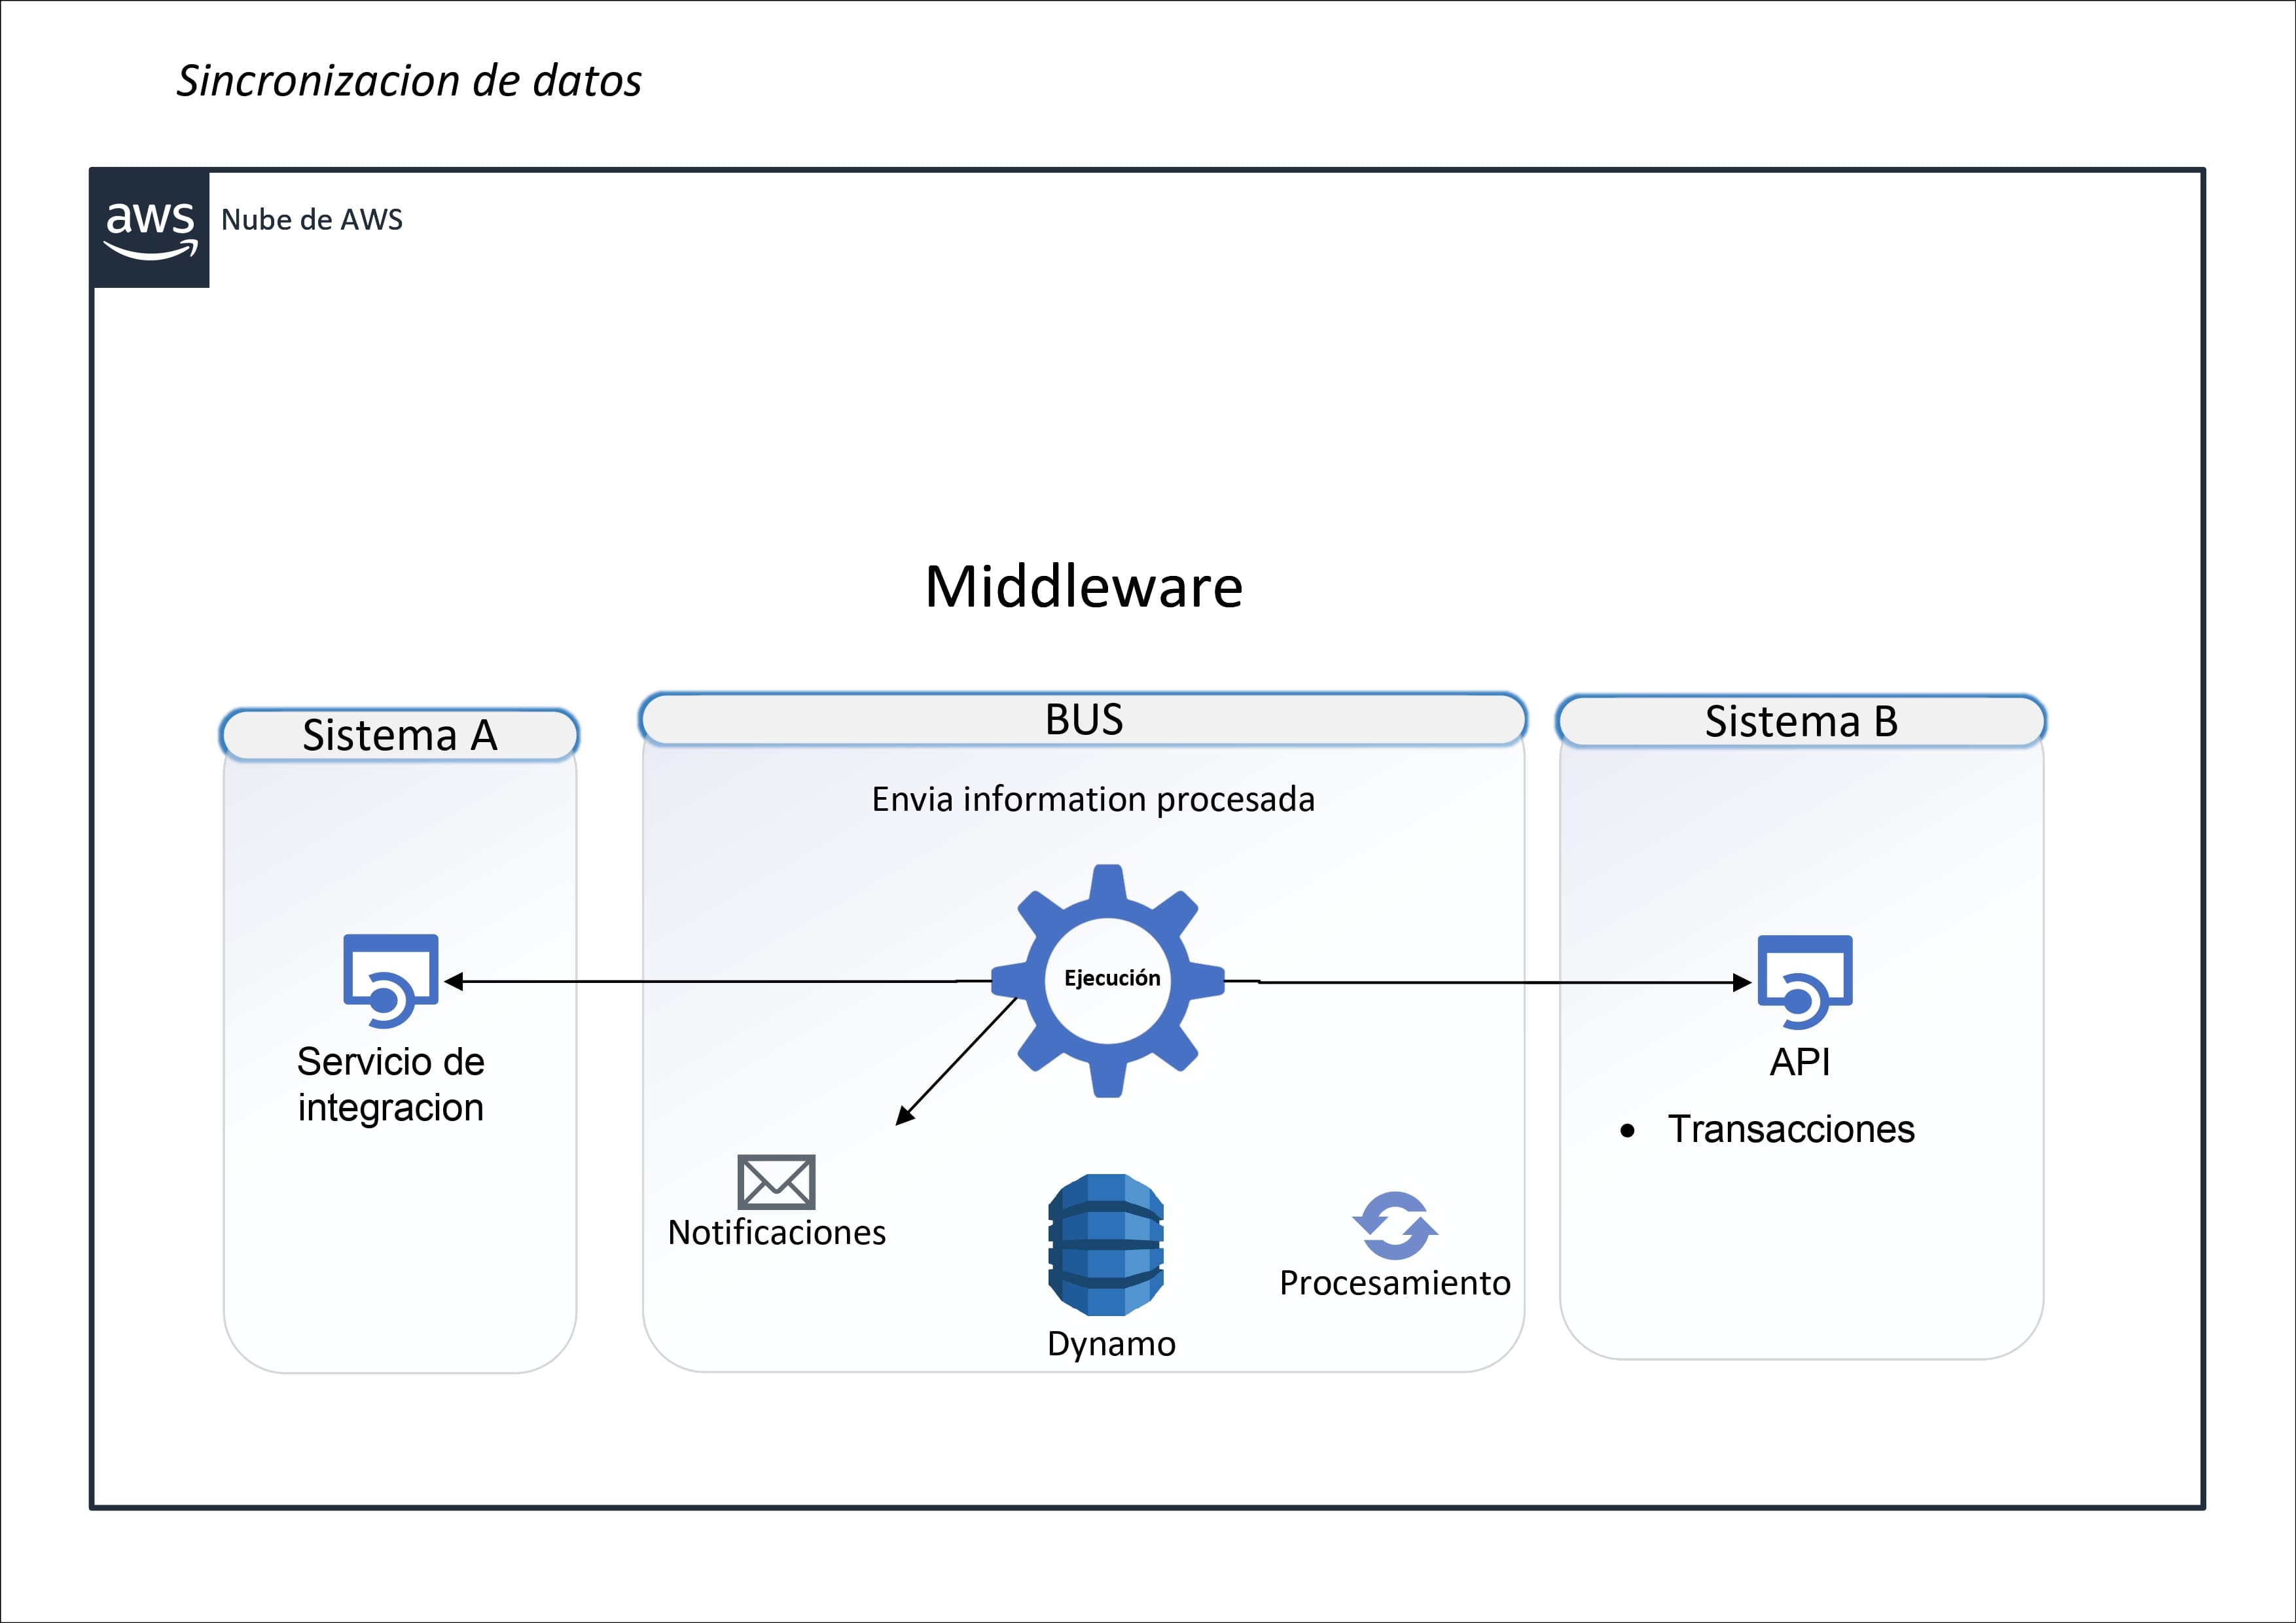 Sincronizacion de datos
aws
Nube de AWS
Middleware
Sistema A
BUS
Sistema B
Envia information procesada
Ejecución
Servicio de
integracion
API
• Transacciones
Notificaciones
Procesamiento
Dynamo